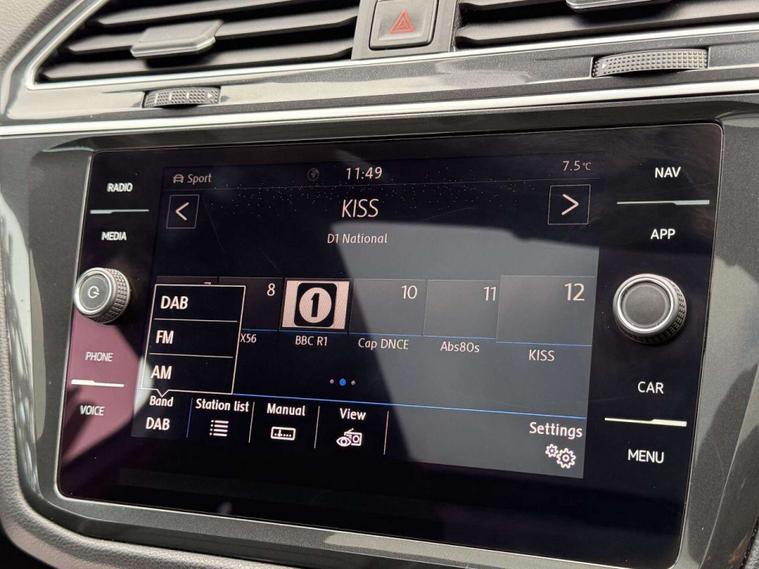 RADIO
MEDIA
PHONE
VOICE
NAV
APP
CAR
MENU
Sport
11:49
7.5°C
<
KISS
>
D1 National
8
1
10
11
12
X56
BBC R1
Cap DNCE
Abs80s
KISS
DAB
FM
AM
Band
DAB
Station list
Manual
View
Settings